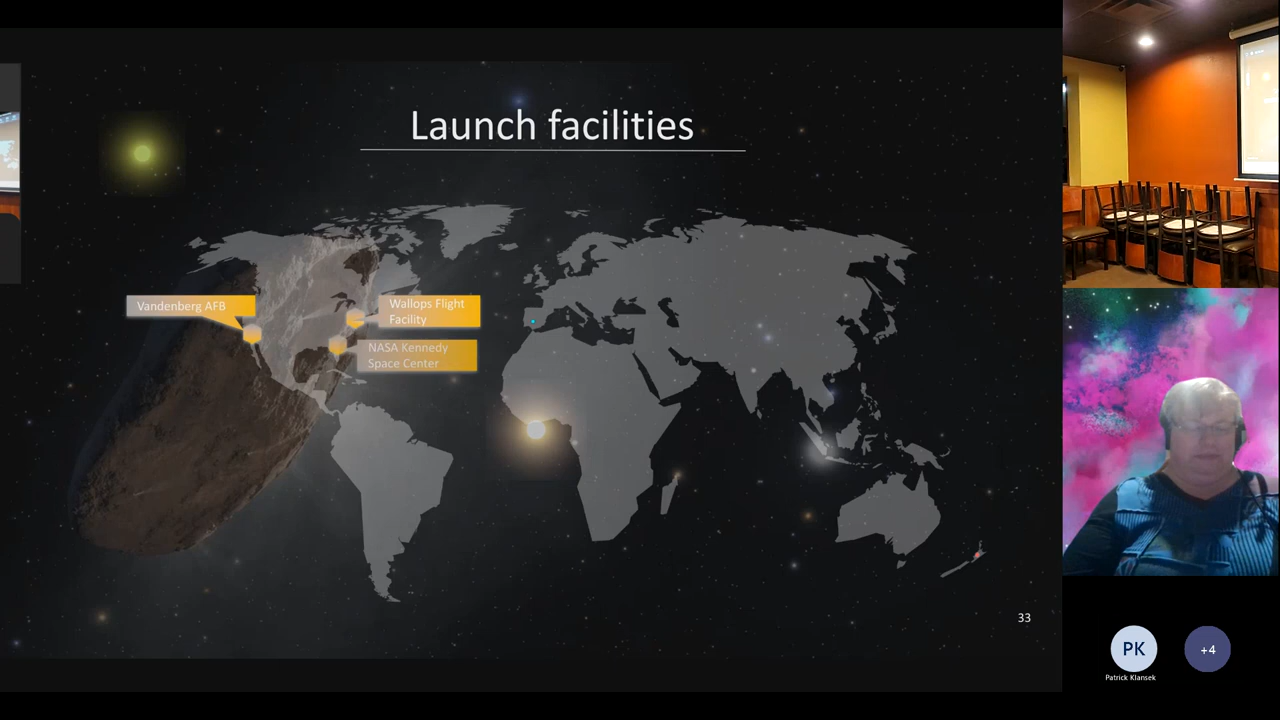 Launch facilities
Vandenberg AFB
Wallops Flight
Facility
NASA Kennedy
Space Center
33
PK
+4
Patrick Klansek